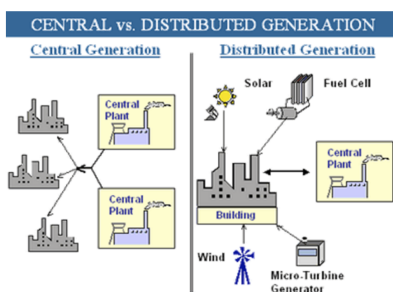 CENTRAL vs. DISTRIBUTED GENERATION
Central Generation
Central
Plant
Central
Plant
Distributed Generation
Solar
Fuel Cell
Central
Plant
Building
Wind
Micro-Turbine
Generator